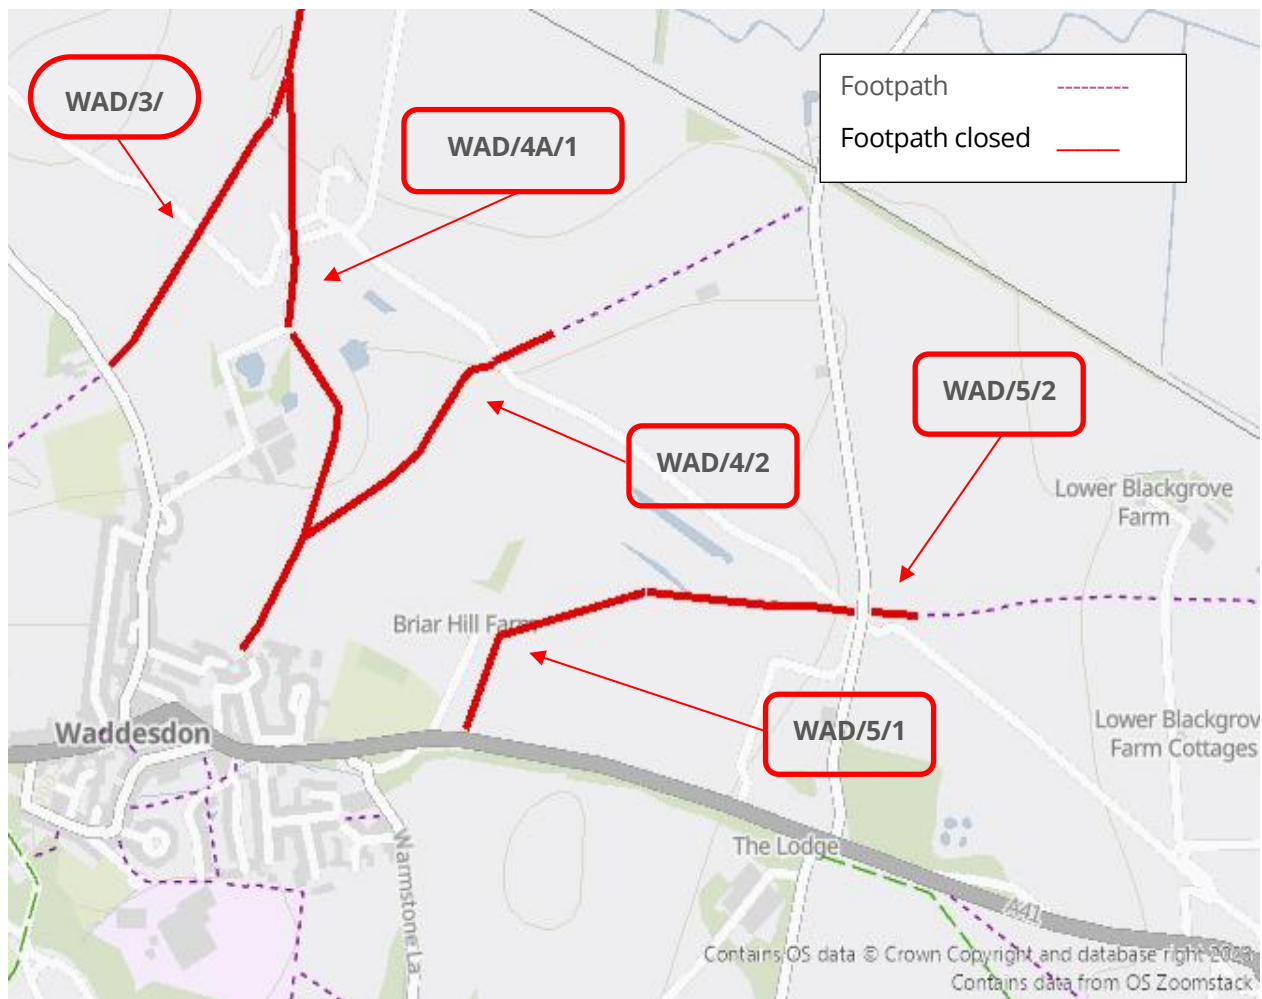 WAD/3/
WAD/4A/1
Footpath
Footpath closed
WAD/5/2
WAD/4/2
Lower Blackgrove
Farm
Briar Hill Farm
WAD/5/1
Lower Blackgrov
Farm Cottages
Waddesdon
The Lodge
Warmstone La
A41
Contains OS data © Crown Copyright and database right 2023
Contains data from OS Zoomstack